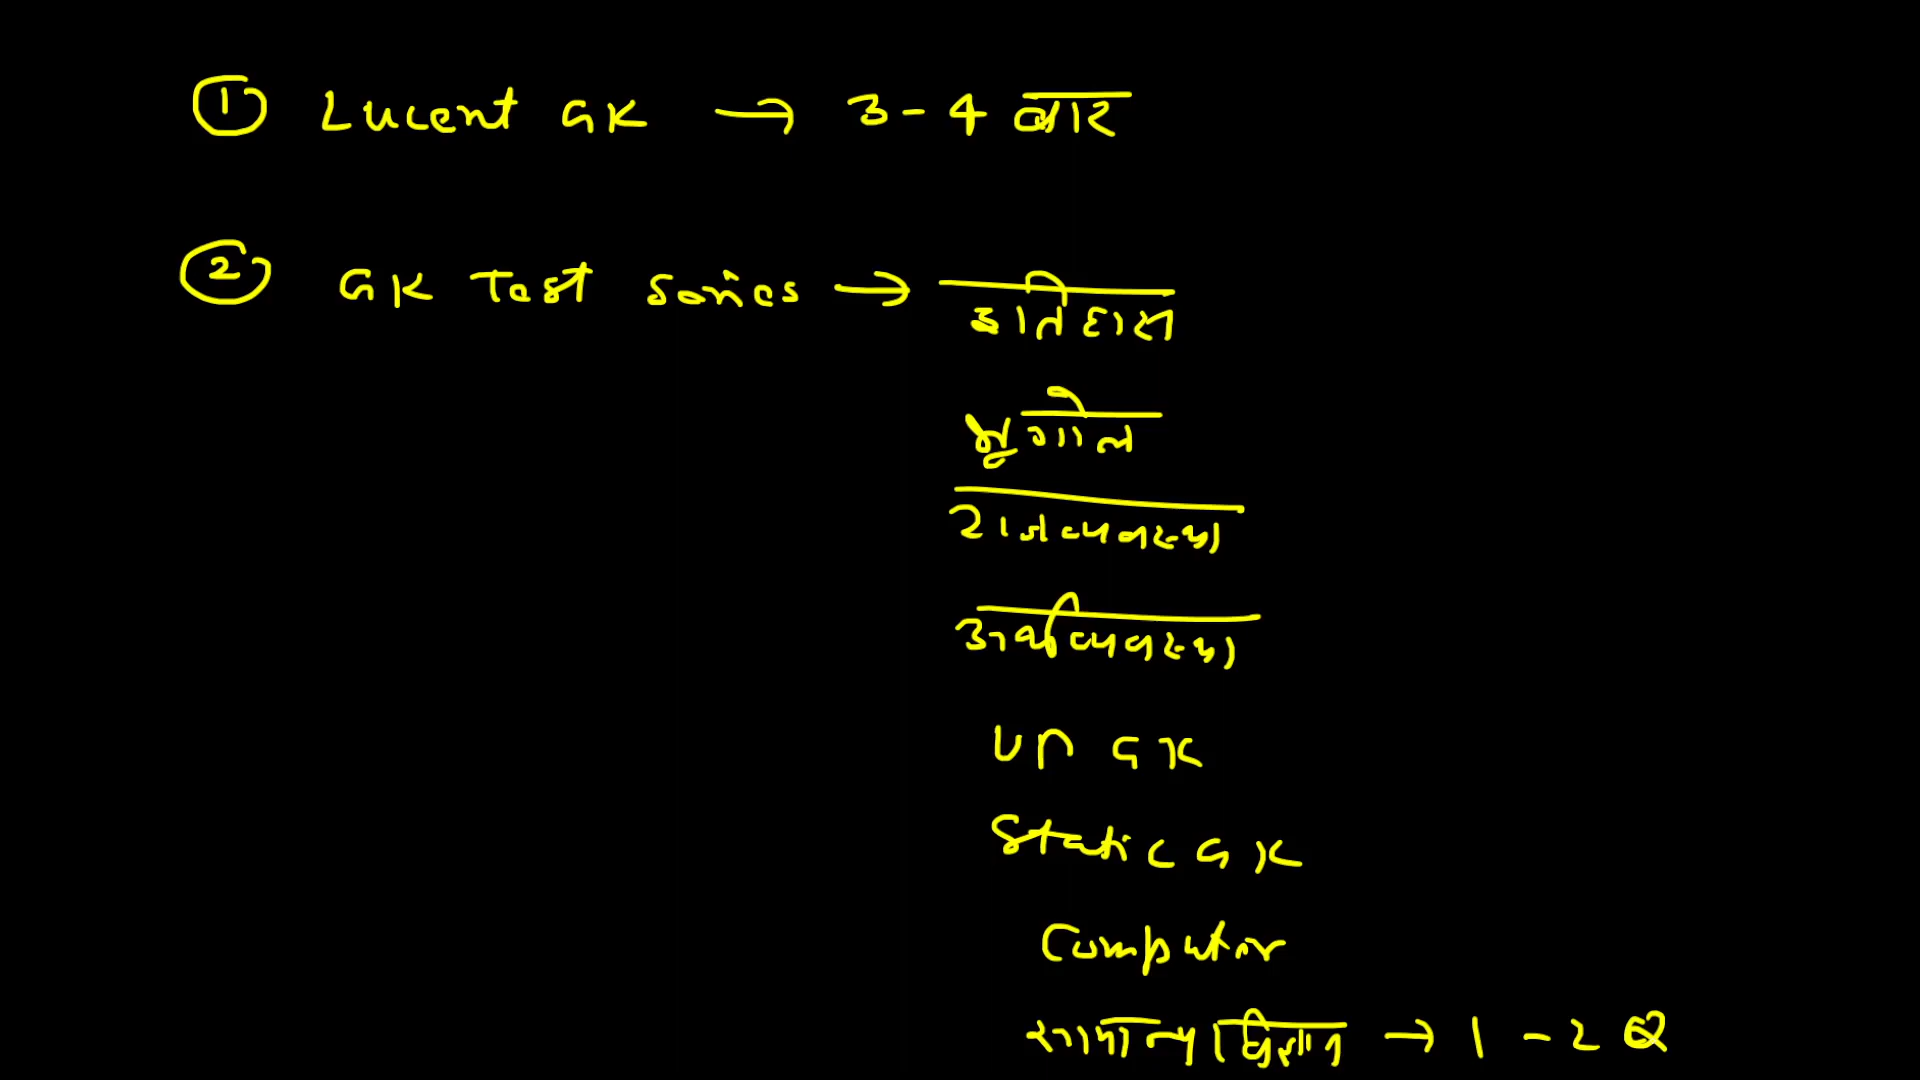 ① Lucent GK → 3-4 बार
② GK Test Series → इतिहास
भूगोल
राजव्यवस्था
अर्थव्यवस्था
UP GK
Static GK
Computer
सामान्य विज्ञान → 1-2 Q